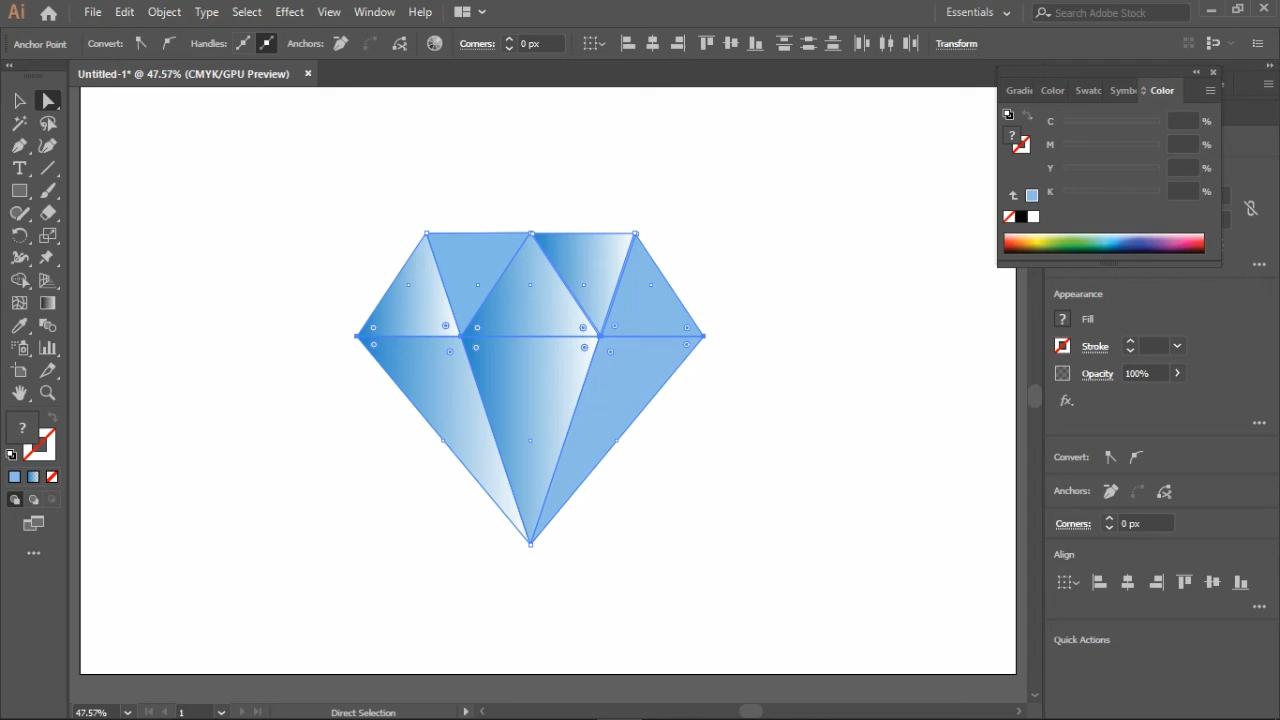 Ai File Edit Object Type Select Effect View Window Help Essentials Search Adobe Stock
Anchor Point Convert: Handles: Anchors: Corners: 0 px Transform
Untitled-1* @ 47.57% (CMYK/GPU Preview)
Gradi Color Swatc Symb Color
C %
M %
Y %
K %
?
Appearance
? Fill
Stroke
Opacity 100%
fx.
?
Convert:
Anchors:
Corners: 0 px
Align
Quick Actions
47.57% 1 Direct Selection